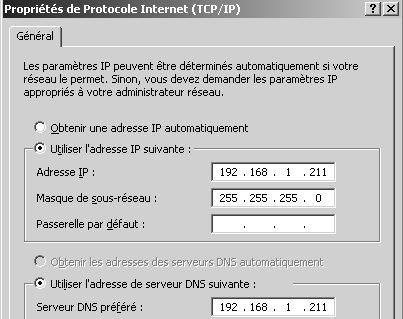 Propriétés de Protocole Internet (TCP/IP)
Général
Les paramètres IP peuvent être déterminés automatiquement si votre
réseau le permet. Sinon, vous devez demander les paramètres IP
appropriés à votre administrateur réseau.
Obtenir une adresse IP automatiquement
Utiliser l'adresse IP suivante :
Adresse IP : 192 . 168 . 1 . 211
Masque de sous-réseau : 255 . 255 . 255 . 0
Passerelle par défaut : . . .
Obtenir les adresses des serveurs DNS automatiquement
Utiliser l'adresse de serveur DNS suivante :
Serveur DNS préféré : 192 . 168 . 1 . 211